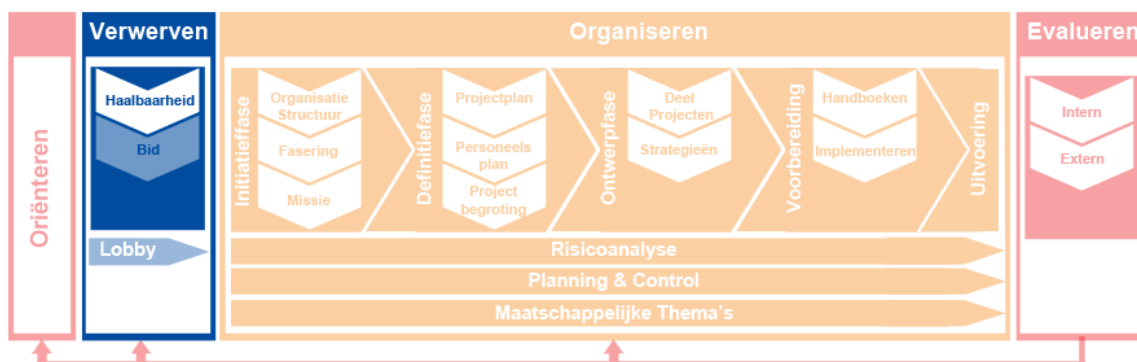 Oriënteren
Verwerven
Haalbaarheid
Bid
Lobby
Organiseren
Initiatieffase
Organisatie
Structuur
Fasering
Missie
Definitiefase
Projectplan
Personeels
plan
Project
begroting
Ontwerpfase
Deel
Projecten
Strategieën
Voorbereiding
Handboeken
Implementeren
Uitvoering
Risicoanalyse
Planning & Control
Maatschappelijke Thema's
Evalueren
Intern
Extern